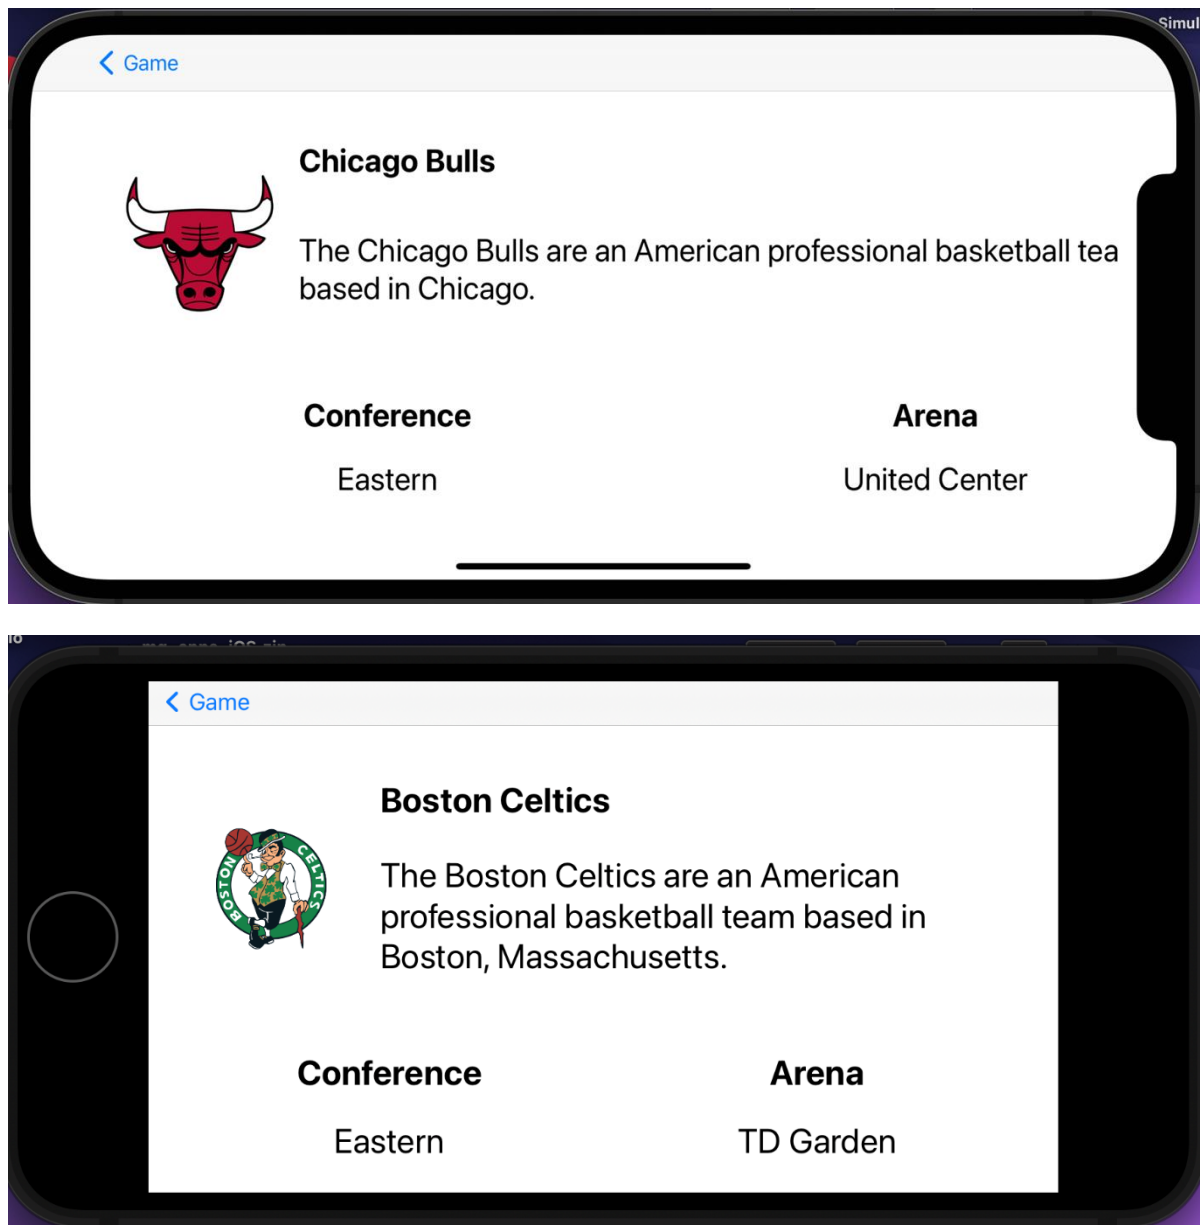 Simul
Game
Chicago Bulls
The Chicago Bulls are an American professional basketball tea
based in Chicago.
Conference
Arena
Eastern
United Center
Game
Boston Celtics
BOSTON CELTICS
The Boston Celtics are an American
professional basketball team based in
Boston, Massachusetts.
Conference
Arena
Eastern
TD Garden